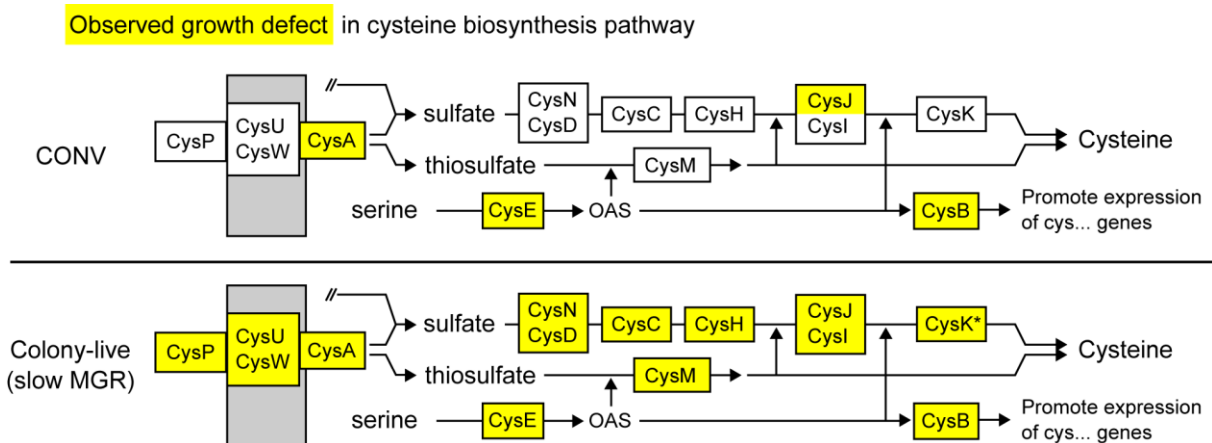 Observed growth defect in cysteine biosynthesis pathway
CONV
CysP
CysU
CysW
CysA
sulfate
CysN
CysD
CysC
CysH
CysJ
CysI
CysK
Cysteine
thiosulfate
CysM
serine
CysE
OAS
CysB
Promote expression
of cys... genes
Colony-live
(slow MGR)
CysP
CysU
CysW
CysA
sulfate
CysN
CysD
CysC
CysH
CysJ
CysI
CysK*
Cysteine
thiosulfate
CysM
serine
CysE
OAS
CysB
Promote expression
of cys... genes